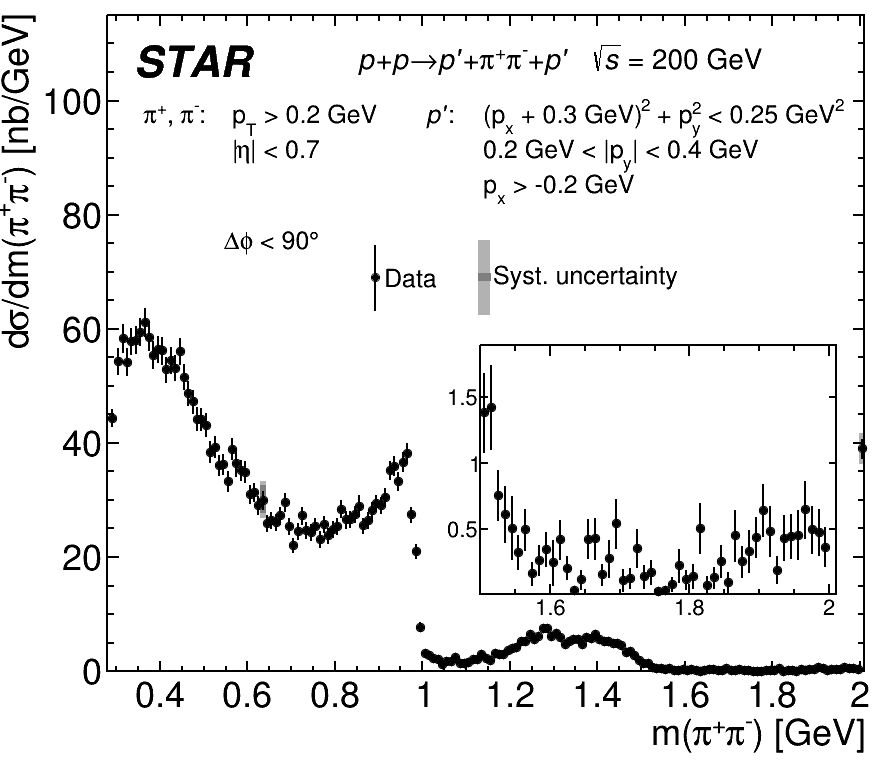 STAR p+p→p′+π⁺π⁻+p′ √s = 200 GeV
π⁺, π⁻: p_T > 0.2 GeV p′: (p_x + 0.3 GeV)² + p_y² < 0.25 GeV²
|η| < 0.7 0.2 GeV < |p_y| < 0.4 GeV
p_x > -0.2 GeV
Δϕ < 90°
Data Syst. uncertainty
dσ/dm(π⁺π⁻) [nb/GeV]
100
80
60
40
20
0
1.5
1
0.5
1.6 1.8 2
0.4 0.6 0.8 1 1.2 1.4 1.6 1.8 2
m(π⁺π⁻) [GeV]